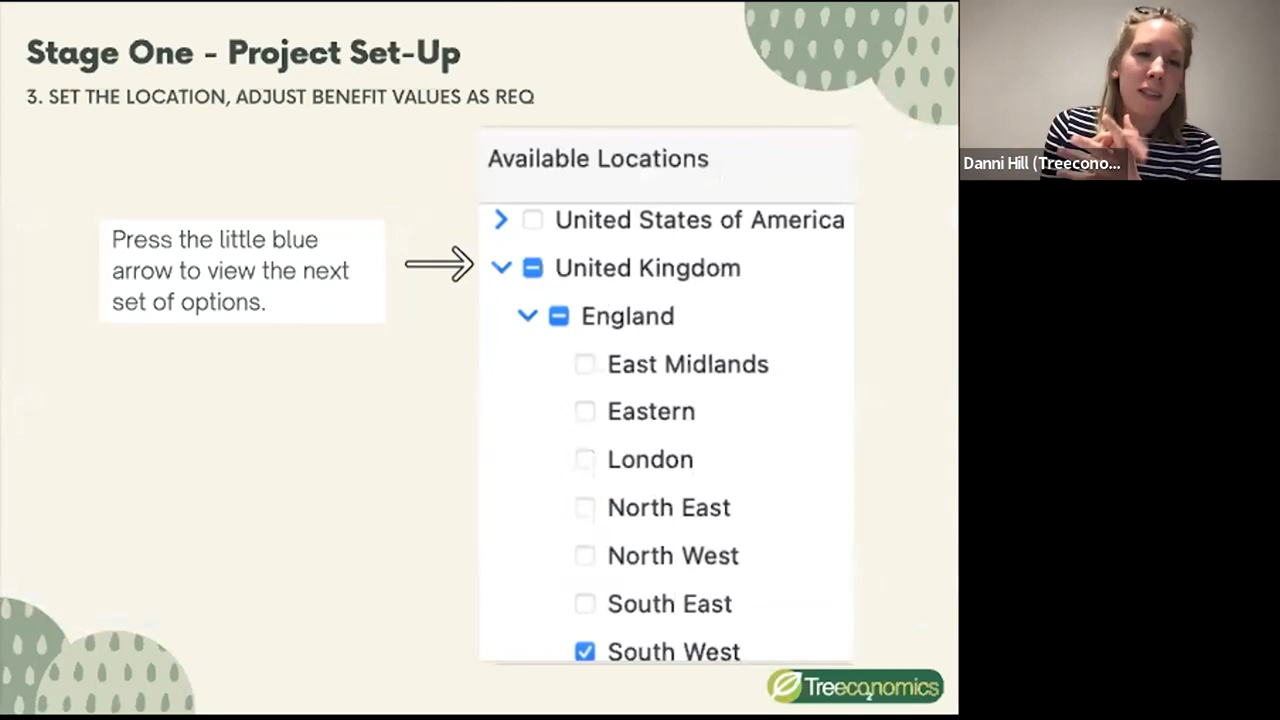 Stage One - Project Set-Up
3. SET THE LOCATION, ADJUST BENEFIT VALUES AS REQ
Press the little blue
arrow to view the next
set of options.
Available Locations
United States of America
United Kingdom
England
East Midlands
Eastern
London
North East
North West
South East
South West
Treeconomics
Danni Hill (Treecono...